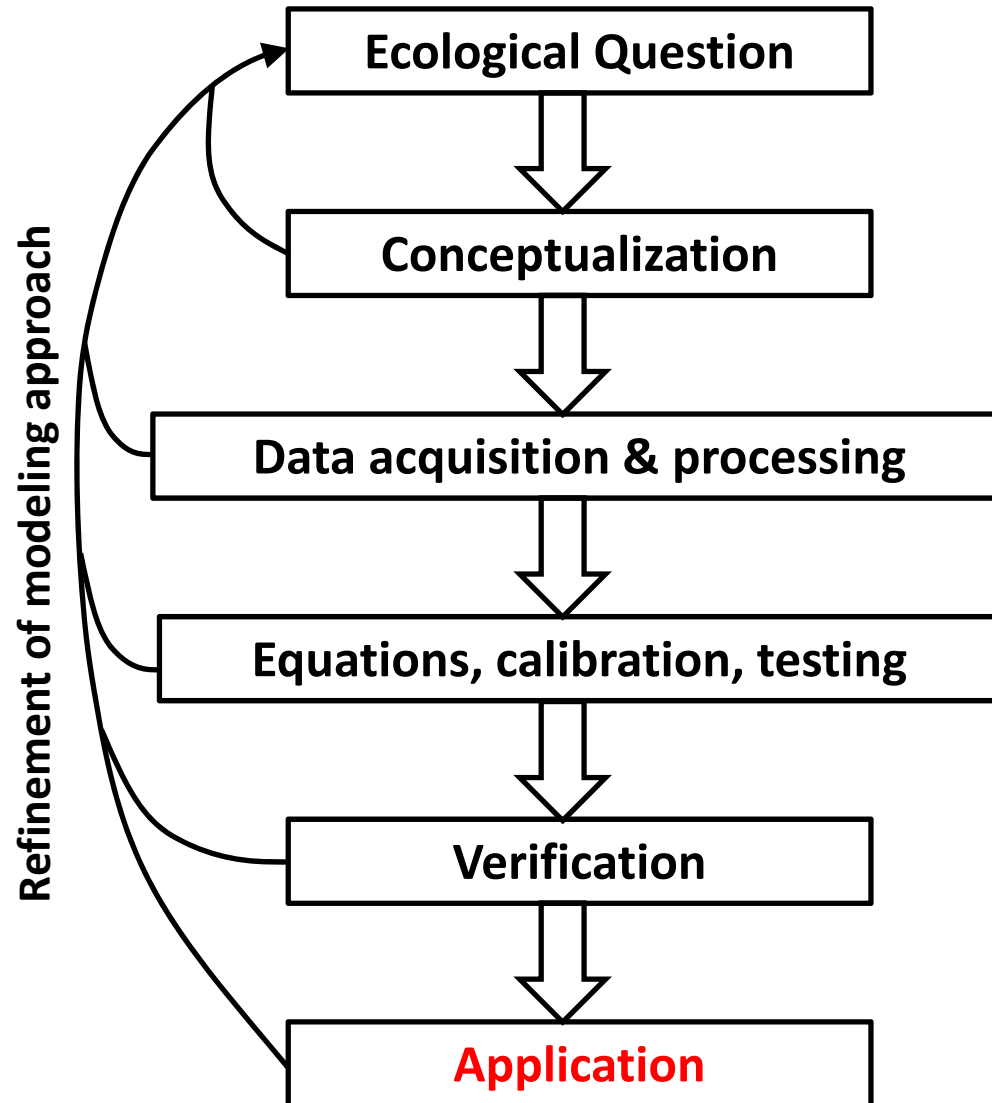 Ecological Question
Conceptualization
Data acquisition & processing
Equations, calibration, testing
Verification
Application
Refinement of modeling approach